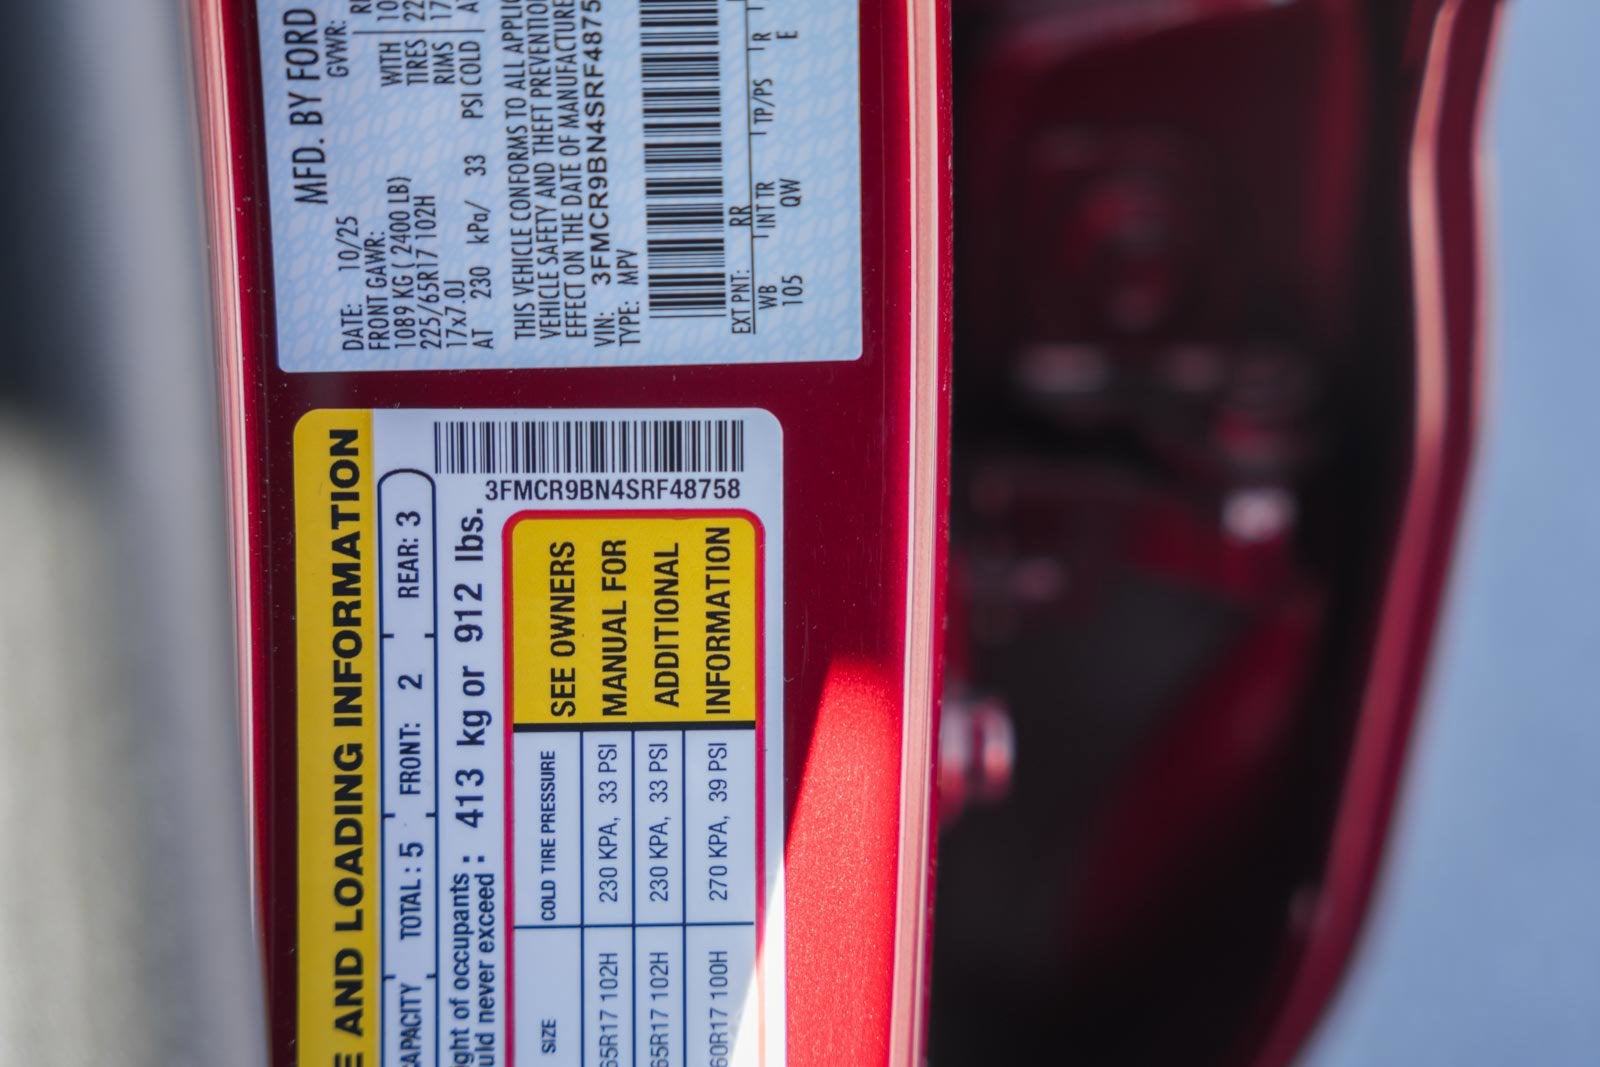 MFD. BY FORD
DATE: 10/25 GVWR:
FRONT GAWR:
1089 KG ( 2400 LB) WITH
225/65R17 102H TIRES
17x7.0J RIMS
AT 230 kPa/ 33 PSI COLD
THIS VEHICLE CONFORMS TO ALL
VEHICLE SAFETY AND THEFT PREVENTION
EFFECT ON THE DATE OF MANUFACTURE
VIN: 3FMCR9BN4SRF4875
TYPE: MPV
EXT PNT: RR
WB INT TR TP/PS R
105 QW E
AND LOADING INFORMATION
TOTAL : 5 FRONT: 2 REAR: 3
of occupants : 413 kg or 912 lbs.
never exceed
3FMCR9BN4SRF48758
SIZE COLD TIRE PRESSURE
65R17 102H 230 KPA, 33 PSI
65R17 102H 230 KPA, 33 PSI
60R17 100H 270 KPA, 39 PSI
SEE OWNERS
MANUAL FOR
ADDITIONAL
INFORMATION